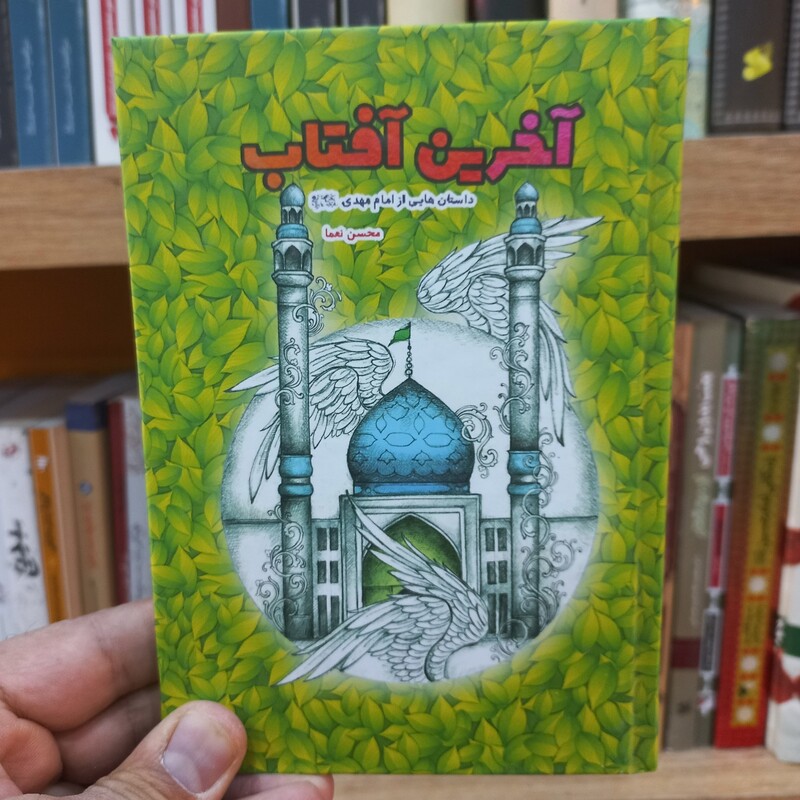 آخرین آفتاب
داستان هایی از امام مهدی
محسن نعما